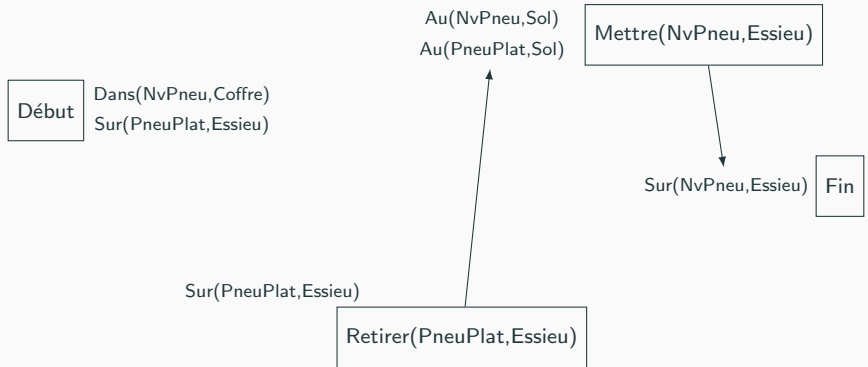 Au(NvPneu,Sol)
Au(PneuPlat,Sol)
Mettre(NvPneu,Essieu)
Début
Dans(NvPneu,Coffre)
Sur(PneuPlat,Essieu)
Sur(NvPneu,Essieu)
Fin
Sur(PneuPlat,Essieu)
Retirer(PneuPlat,Essieu)